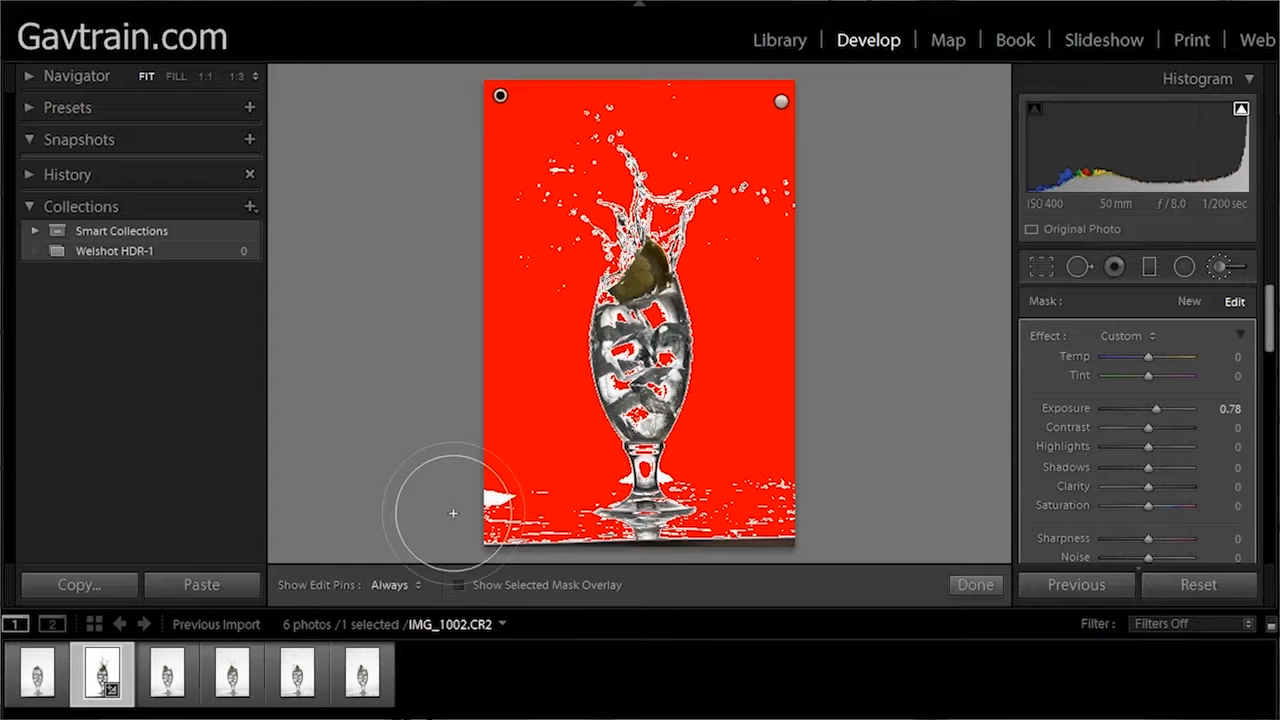 Gavtrain.com
Library | Develop | Map | Book | Slideshow | Print | Web
Navigator FIT FILL 1:1 1:3
Presets
Snapshots
History
Collections
Smart Collections
Welshot HDR-1 0
Copy... Paste
Histogram
ISO 400 50 mm ƒ / 8.0 1/200 sec
Original Photo
Mask : New Edit
Effect : Custom
Temp 0
Tint 0
Exposure 0.78
Contrast 0
Highlights 0
Shadows 0
Clarity 0
Saturation 0
Sharpness 0
Noise 0
Show Edit Pins : Always Show Selected Mask Overlay Done
Previous Reset
1 2 Previous Import 6 photos / 1 selected / IMG_1002.CR2 Filter : Filters Off